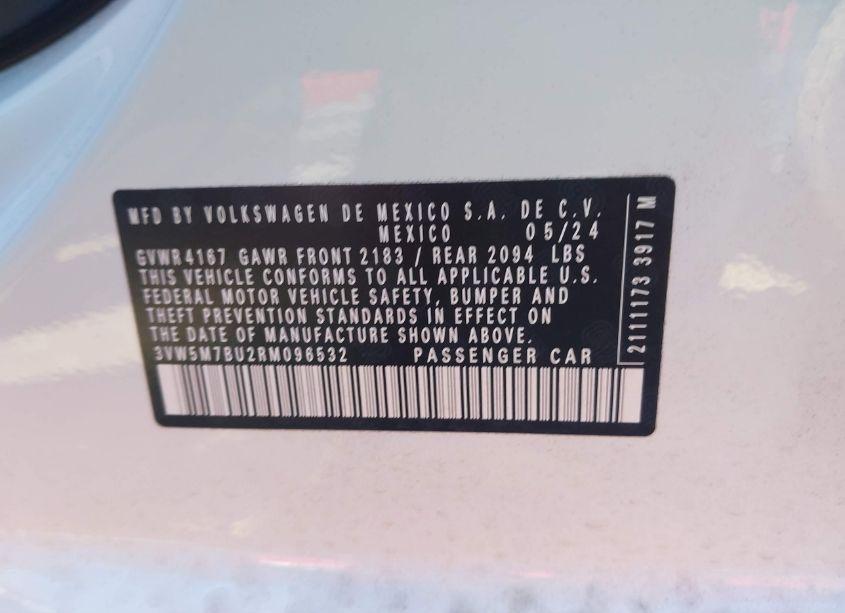 MFD BY VOLKSWAGEN DE MEXICO S.A. DE C.V.
MEXICO 05/24
GVWR 4167 GAWR FRONT 2183 / REAR 2094 LBS
THIS VEHICLE CONFORMS TO ALL APPLICABLE U.S.
FEDERAL MOTOR VEHICLE SAFETY, BUMPER AND
THEFT PREVENTION STANDARDS IN EFFECT ON
THE DATE OF MANUFACTURE SHOWN ABOVE.
3VW5M7BU2RM096532 PASSENGER CAR
2111173 3917 M